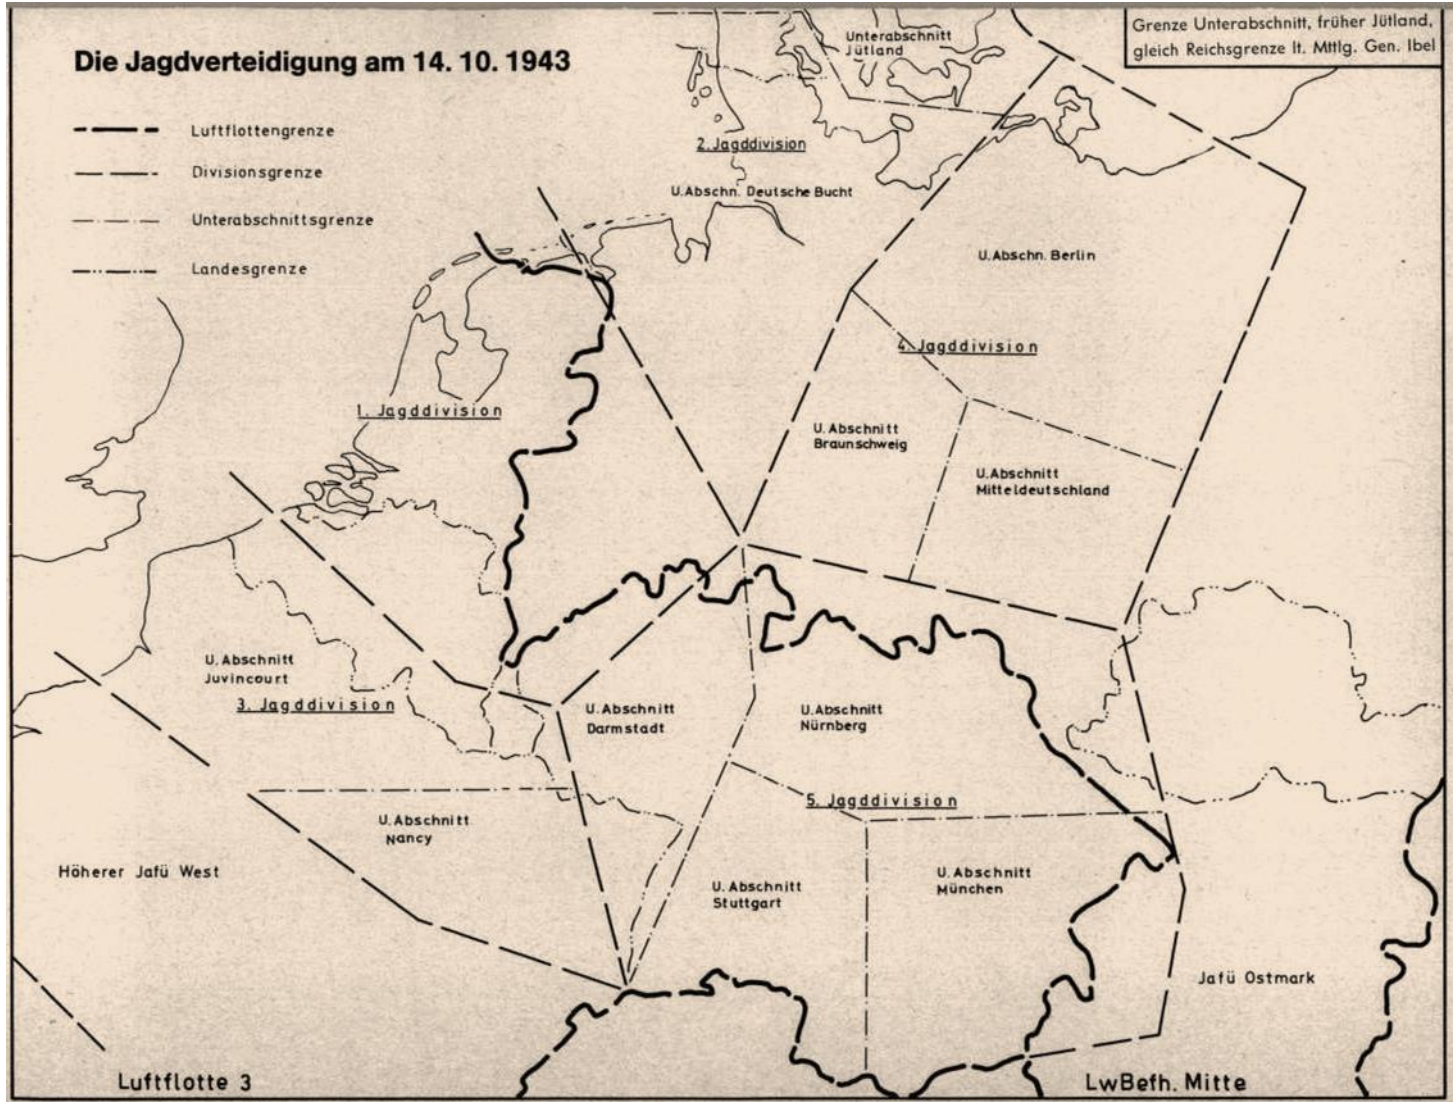 Grenze Unterabschnitt, früher Jütland,
gleich Reichsgrenze lt. Mttlg. Gen. Ibel
Die Jagdverteidigung am 14. 10. 1943
Luftflottengrenze
Divisionsgrenze
Unterabschnittsgrenze
Landesgrenze
Unterabschnitt
Jütland
2. Jagddivision
U.Abschn. Deutsche Bucht
U.Abschn. Berlin
4. Jagddivision
1. Jagddivision
U. Abschnitt
Braunschweig
U. Abschnitt
Mitteldeutschland
U. Abschnitt
Juvincourt
3. Jagddivision
U. Abschnitt
Darmstadt
U. Abschnitt
Nürnberg
5. Jagddivision
U. Abschnitt
Nancy
Höherer Jafü West
U. Abschnitt
Stuttgart
U. Abschnitt
München
Jafü Ostmark
Luftflotte 3
LwBefh. Mitte